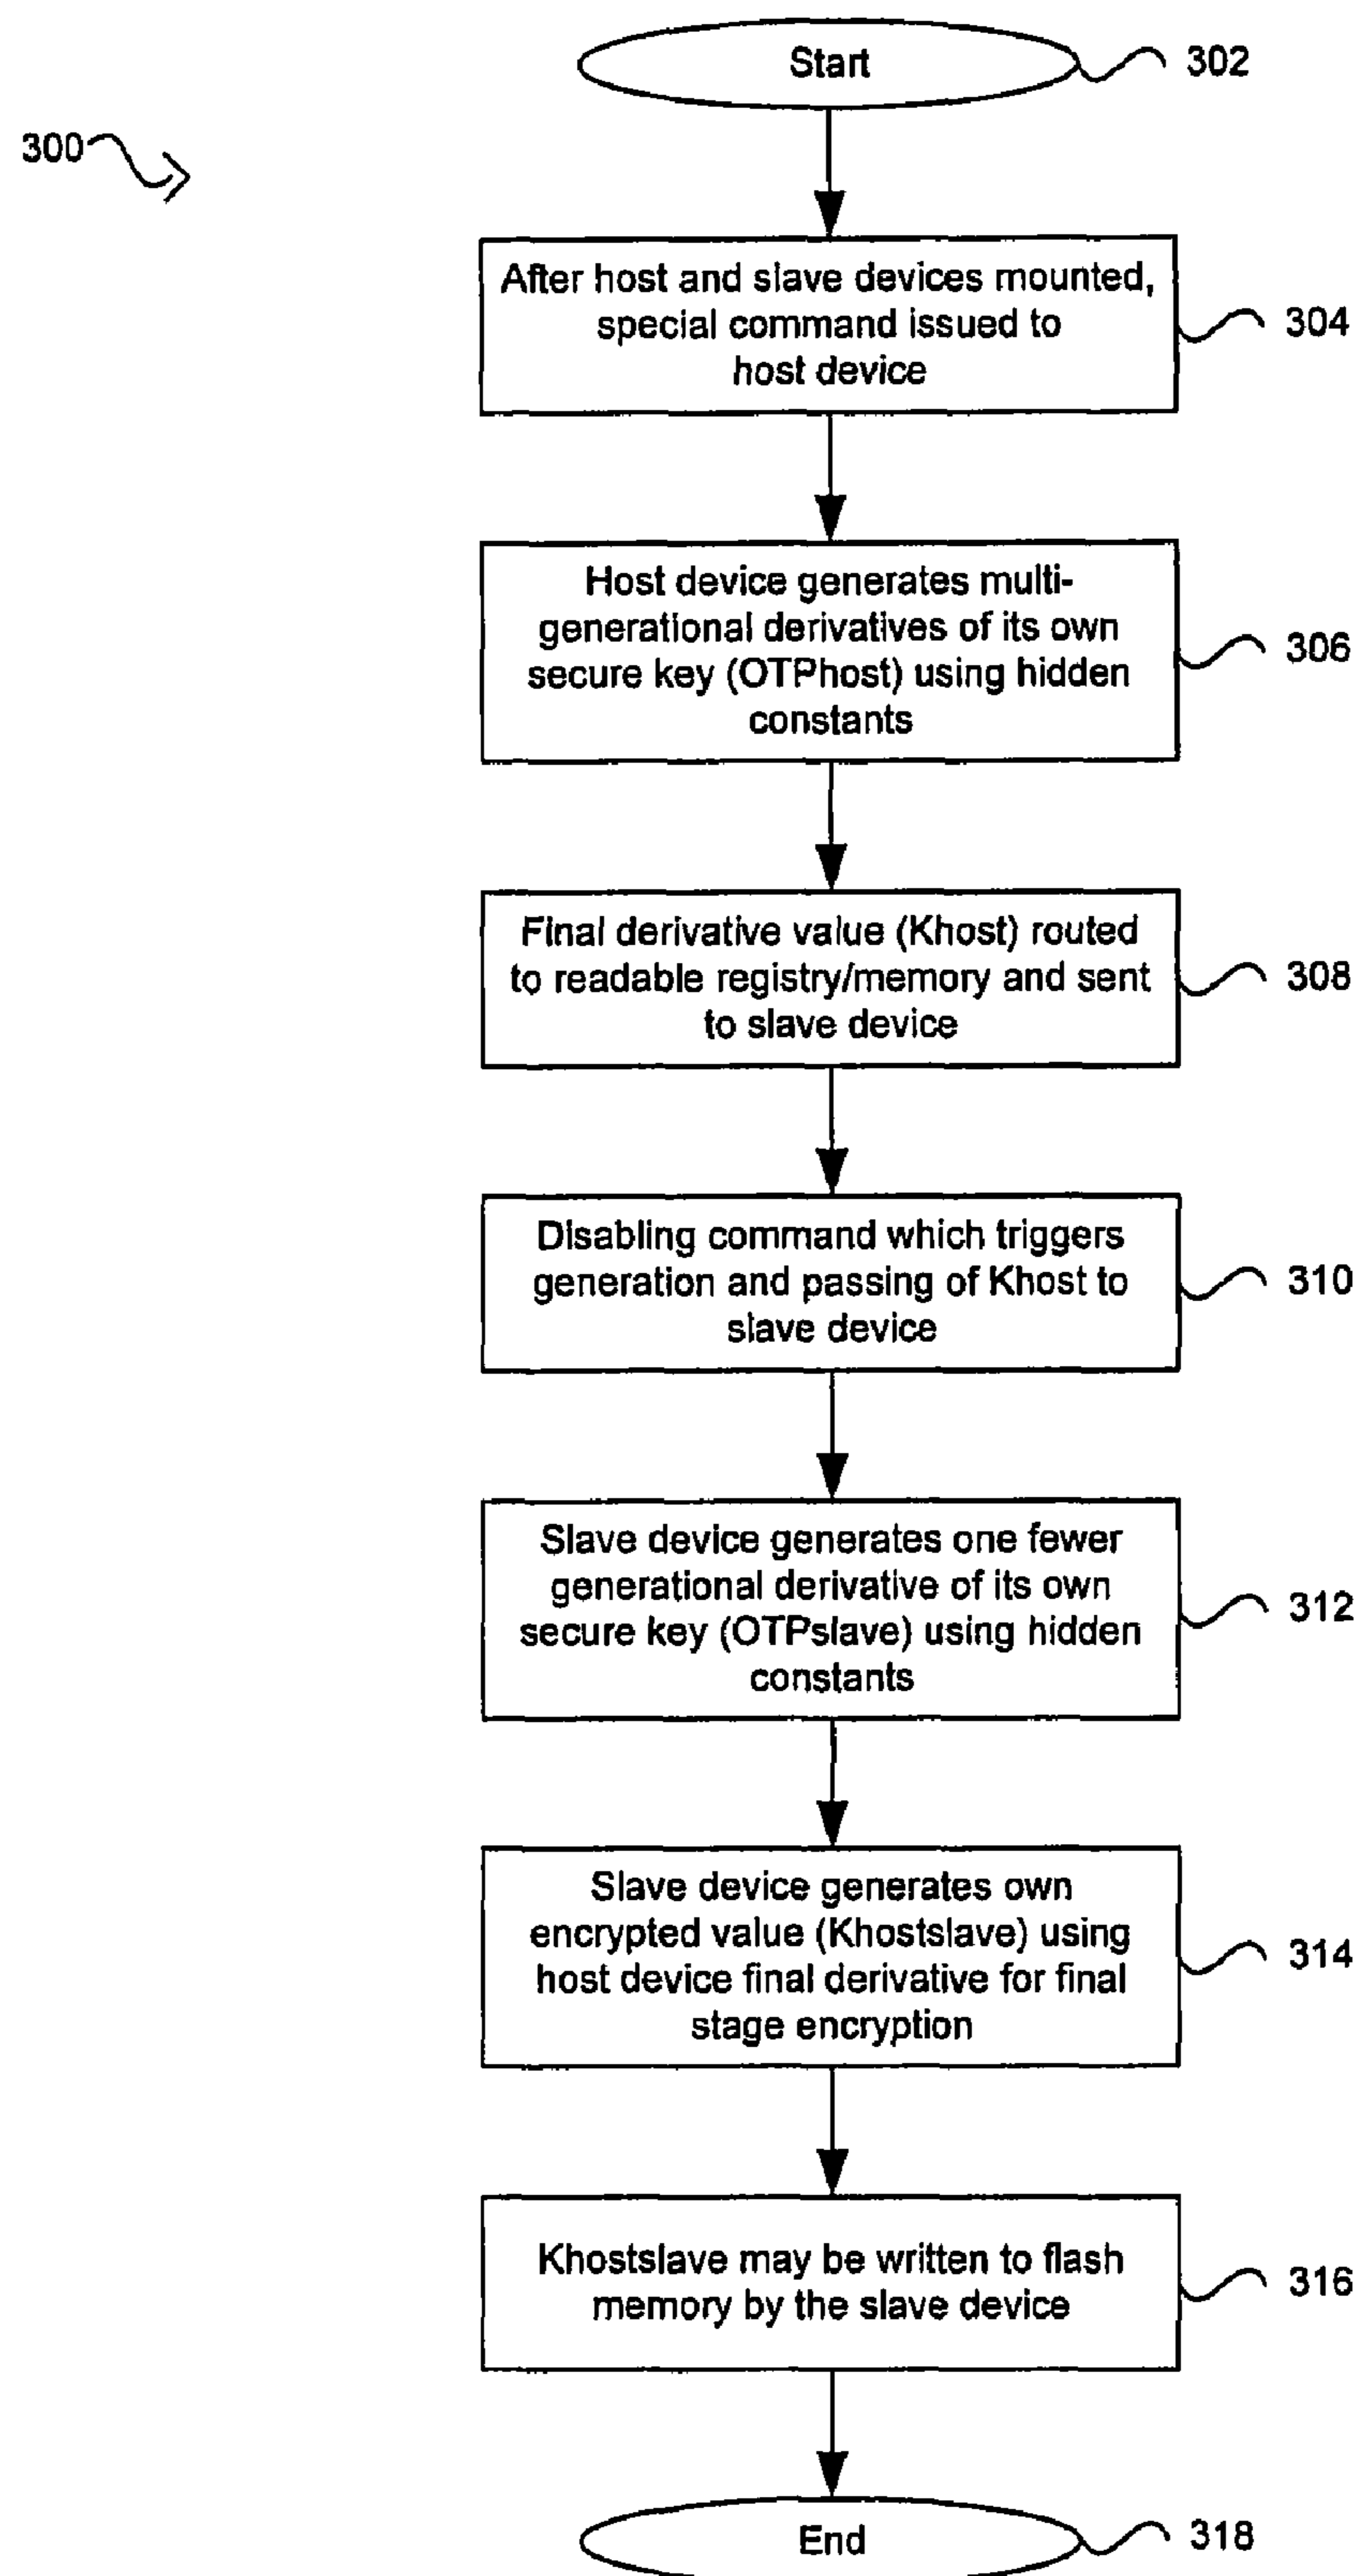 Start
302
300
After host and slave devices mounted,
special command issued to
host device
304
Host device generates multi-
generational derivatives of its own
secure key (OTPhost) using hidden
constants
306
Final derivative value (Khost) routed
to readable registry/memory and sent
to slave device
308
Disabling command which triggers
generation and passing of Khost to
slave device
310
Slave device generates one fewer
generational derivative of its own
secure key (OTPslave) using hidden
constants
312
Slave device generates own
encrypted value (Khostslave) using
host device final derivative for final
stage encryption
314
Khostslave may be written to flash
memory by the slave device
316
End
318